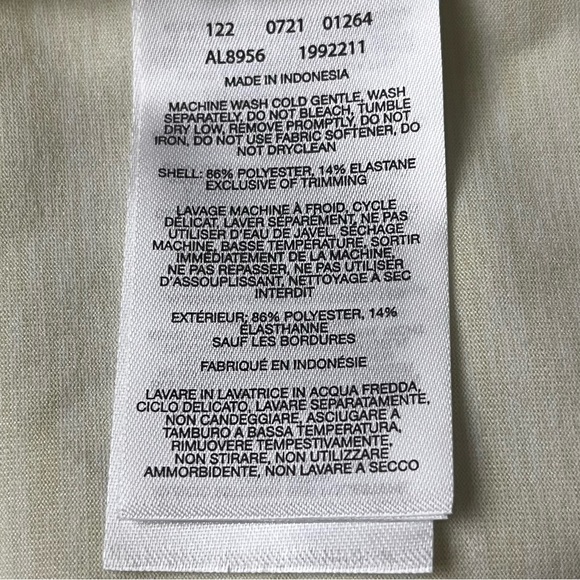 122 0721 01264
AL8956 1992211
MADE IN INDONESIA
MACHINE WASH COLD GENTLE, WASH
SEPARATELY, DO NOT BLEACH, TUMBLE
DRY LOW, REMOVE PROMPTLY, DO NOT
IRON, DO NOT USE FABRIC SOFTENER, DO
NOT DRYCLEAN
SHELL: 86% POLYESTER, 14% ELASTANE
EXCLUSIVE OF TRIMMING
LAVAGE MACHINE À FROID, CYCLE
DÉLICAT, LAVER SÉPARÉMENT, NE PAS
UTILISER D'EAU DE JAVEL, SÉCHAGE
MACHINE, BASSE TEMPÉRATURE, SORTIR
IMMÉDIATEMENT DE LA MACHINE,
NE PAS REPASSER, NE PAS UTILISER
D'ASSOUPLISSANT, NETTOYAGE À SEC
INTERDIT
EXTÉRIEUR: 86% POLYESTER, 14%
ÉLASTHANNE
SAUF LES BORDURES
FABRIQUÉ EN INDONÉSIE
LAVARE IN LAVATRICE IN ACQUA FREDDA,
CICLO DELICATO, LAVARE SEPARATAMENTE,
NON CANDEGGIARE, ASCIUGARE A
TAMBURO A BASSA TEMPERATURA,
RIMUOVERE TEMPESTIVAMENTE,
NON STIRARE, NON UTILIZZARE
AMMORBIDENTE, NON LAVARE A SECCO